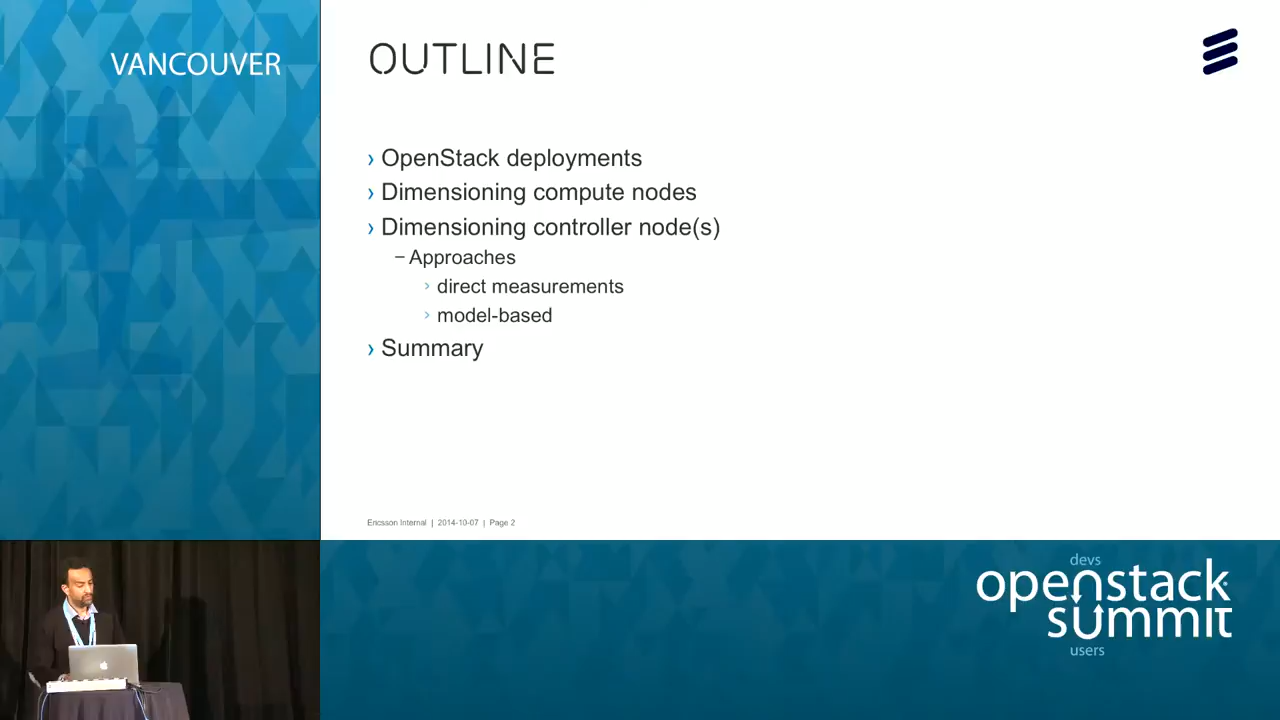 VANCOUVER
OUTLINE
› OpenStack deployments
› Dimensioning compute nodes
› Dimensioning controller node(s)
– Approaches
› direct measurements
› model-based
› Summary
Ericsson Internal | 2014-10-07 | Page 2
devs
openstack
summit
users